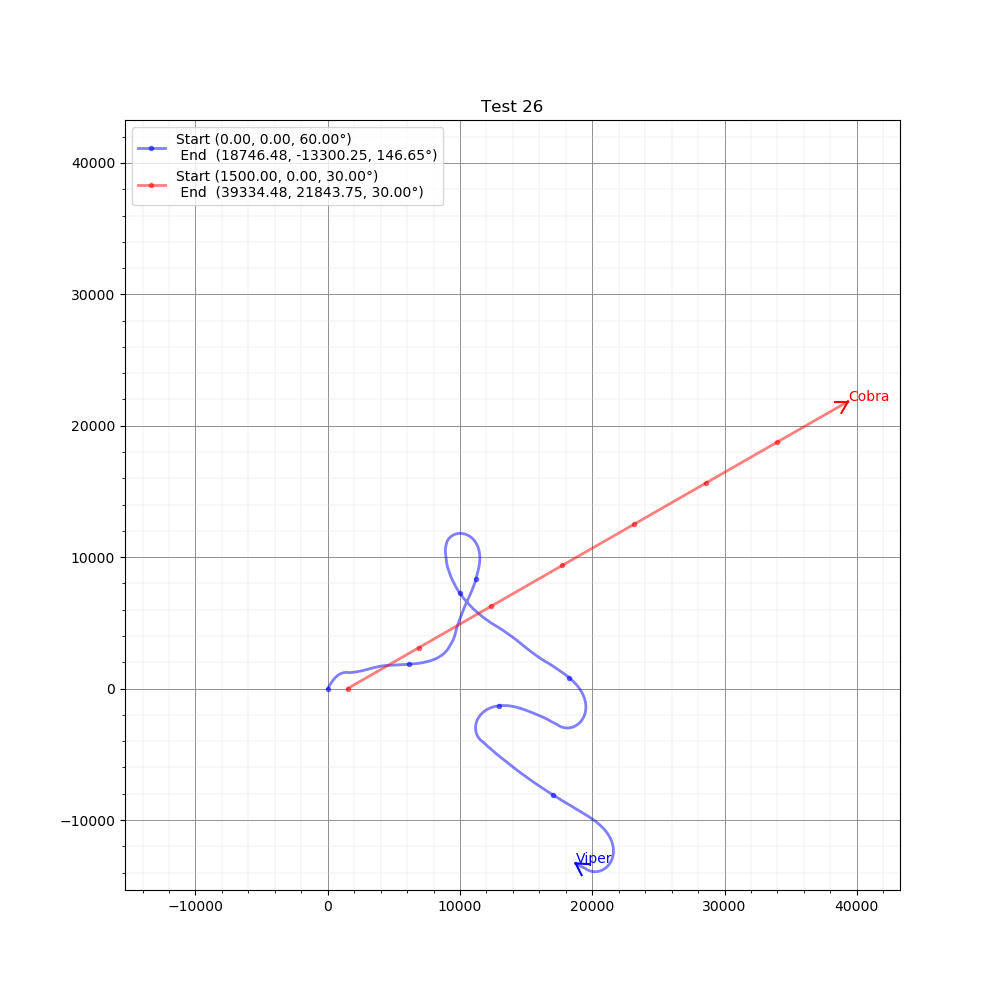 Test 26
Start (0.00, 0.00, 60.00°)
End (18746.48, -13300.25, 146.65°)
Start (1500.00, 0.00, 30.00°)
End (39334.48, 21843.75, 30.00°)
40000
30000
20000
10000
0
−10000
Cobra
Viper
−10000 0 10000 20000 30000 40000